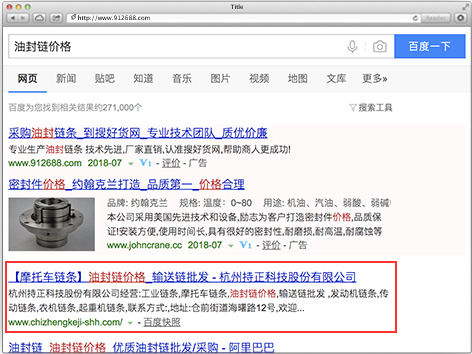 Title
http://www.912688.com
Reader
油封链价格
百度一下
网页 新闻 贴吧 知道 音乐 图片 视频 地图 文库 更多»
百度为您找到相关结果约271,000个
搜索工具
采购油封链条_到搜好货网_专业技术团队_质优价廉
专业生产油封链条 技术先进,厂家直销,认准搜好货网,帮助商人更成功!
www.912688.com 2018-07 V1 - 评价 - 广告
密封件价格_约翰克兰打造_品质第一_价格合理
品牌: 约翰克兰 规格: 温度：0~80 用途: 机油、汽油、弱酸、弱碱
本公司采用美国先进技术和设备,励志为客户打造密封件价格,品质保
证!安装方便,使用时间长,具有很好的密封性,耐磨损,耐高温,耐腐蚀等
www.johncrane.cc 2018-07 V1 - 评价 - 广告
【摩托车链条】油封链价格_输送链批发 - 杭州持正科技股份有限公司
杭州持正科技股份有限公司经营:工业链条,摩托车链条,油封链价格,输送链批发 ,发动机链条,传
动链条,农机链条,起重机链条,联系方式:,地址:仓前街道海曙路12号,欢迎...
www.chizhengkeji-shh.com/ - 百度快照
油封链_油封链价格_优质油封链批发/采购 - 阿里巴巴